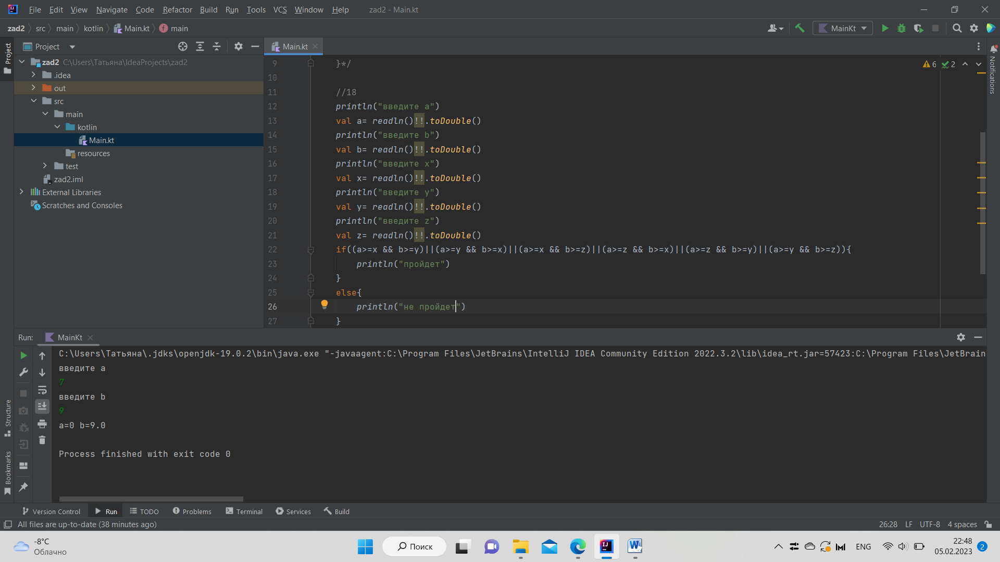 File Edit View Navigate Code Refactor Build Run Tools VCS Window Help zad2 - Main.kt
zad2 src main kotlin Main.kt main MainKt
Project
Project
Main.kt
zad2 C:\Users\Татьяна\IdeaProjects\zad2
.idea
out
src
main
kotlin
Main.kt
resources
test
zad2.iml
External Libraries
Scratches and Consoles
6 2
Notifications
9 }*/
10
11 //18
12 println("введите a")
13 val a= readln()!!.toDouble()
14 println("введите b")
15 val b= readln()!!.toDouble()
16 println("введите x")
17 val x= readln()!!.toDouble()
18 println("введите y")
19 val y= readln()!!.toDouble()
20 println("введите z")
21 val z= readln()!!.toDouble()
22 if((a>=x && b>=y)||(a>=y && b>=x)||(a>=x && b>=z)||(a>=z && b>=x)||(a>=z && b>=y)||(a>=y && b>=z)){
23 println("пройдет")
24 }
25 else{
26 println("не пройдет")
27 }
Run: MainKt
C:\Users\Татьяна\.jdks\openjdk-19.0.2\bin\java.exe "-javaagent:C:\Program Files\JetBrains\IntelliJ IDEA Community Edition 2022.3.2\lib\idea_rt.jar=57423:C:\Program Files\JetBrain
введите a
7
введите b
9
a=0 b=9.0
Process finished with exit code 0
Structure
Bookmarks
Version Control Run TODO Problems Terminal Services Build
All files are up-to-date (38 minutes ago) 26:28 LF UTF-8 4 spaces
-8°C
Облачно
Поиск
ENG
22:48
05.02.2023
2